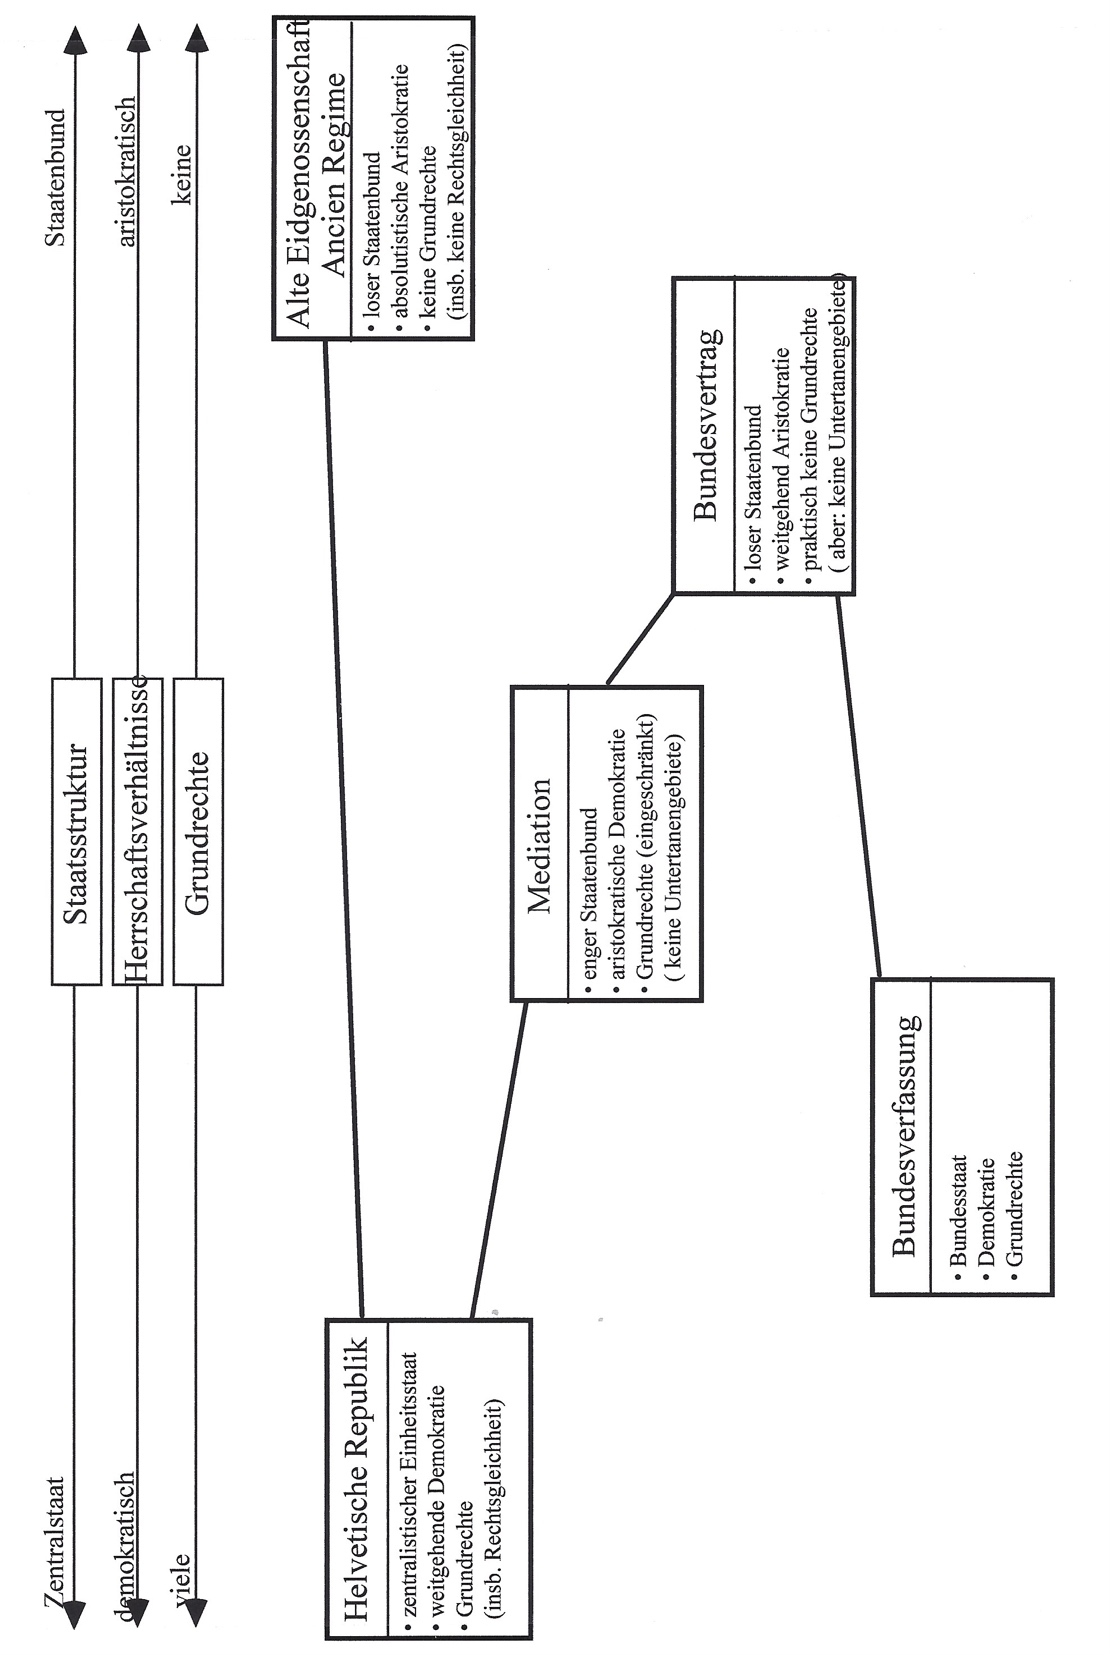 Zentralstaat
Staatsstruktur
Staatenbund
demokratisch
Herrschaftsverhältnisse
aristokratisch
viele
Grundrechte
keine
Alte Eidgenossenschaft
Ancien Regime
• loser Staatenbund
• absolutistische Aristokratie
• keine Grundrechte
(insb. keine Rechtsgleichheit)
Helvetische Republik
• zentralistischer Einheitsstaat
• weitgehende Demokratie
• Grundrechte
(insb. Rechtsgleichheit)
Mediation
• enger Staatenbund
• aristokratische Demokratie
• Grundrechte (eingeschränkt)
( keine Untertanengebiete)
Bundesvertrag
• loser Staatenbund
• weitgehend Aristokratie
• praktisch keine Grundrechte
( aber: keine Untertanengebiete)
Bundesverfassung
• Bundesstaat
• Demokratie
• Grundrechte